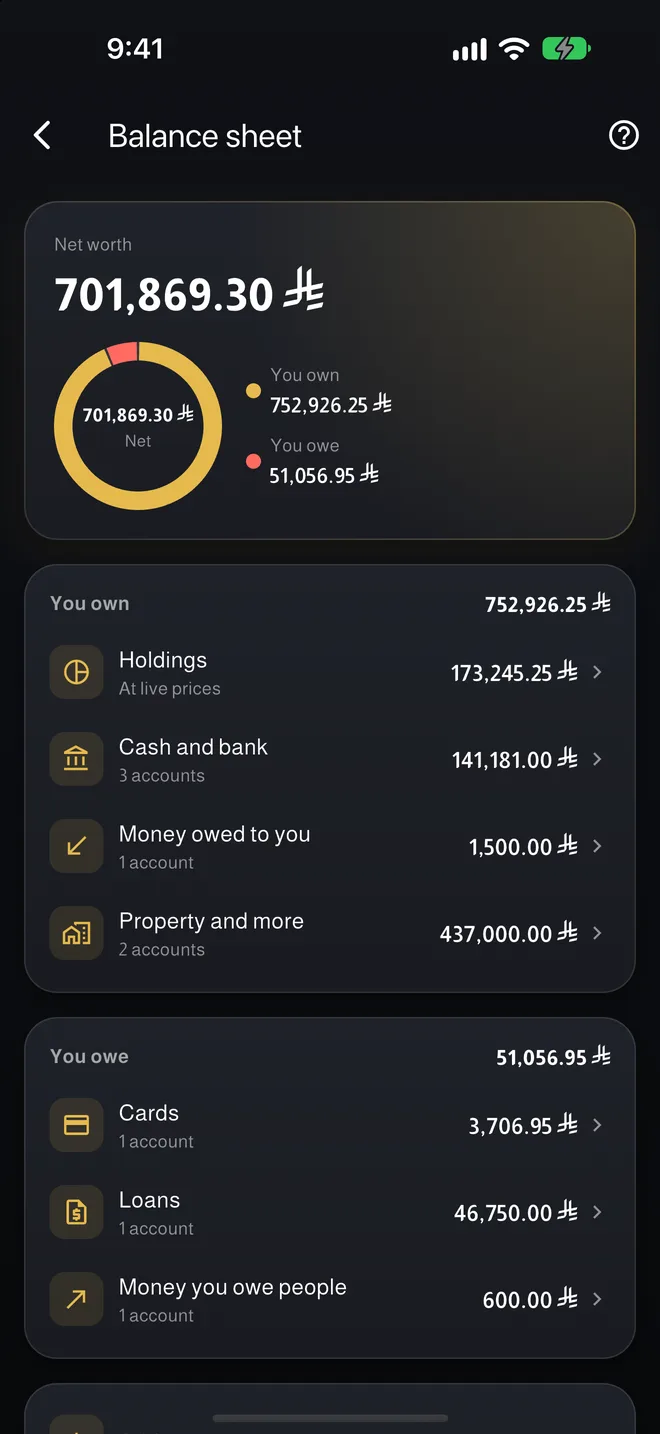 9:41
Balance sheet
Net worth
701,869.30 ⃁
701,869.30 ⃁
Net
You own
752,926.25 ⃁
You owe
51,056.95 ⃁
You own 752,926.25 ⃁
Holdings 173,245.25 ⃁
At live prices
Cash and bank 141,181.00 ⃁
3 accounts
Money owed to you 1,500.00 ⃁
1 account
Property and more 437,000.00 ⃁
2 accounts
You owe 51,056.95 ⃁
Cards 3,706.95 ⃁
1 account
Loans 46,750.00 ⃁
1 account
Money you owe people 600.00 ⃁
1 account